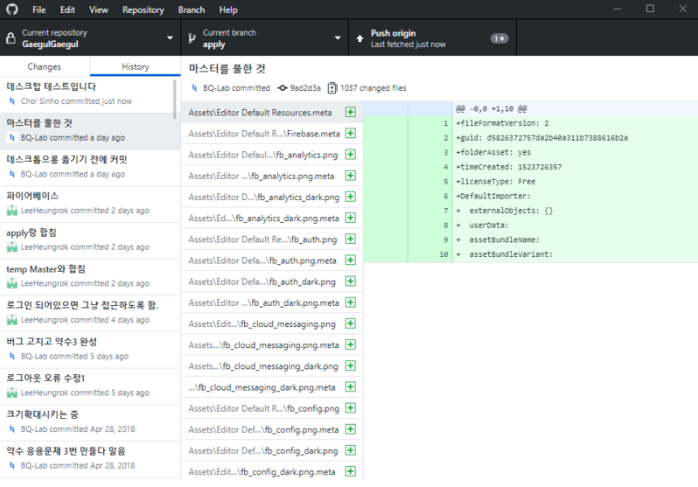 File Edit View Repository Branch Help
Current repository
GaegulGaegul
Current branch
apply
Push origin
Last fetched just now
1
Changes
History
데스크탑 테스트입니다
Choi Sinho committed just now
마스터를 풀한 것
BQ-Lab committed a day ago
데스크톱으롱 옮기기 전에 커밋
BQ-Lab committed a day ago
파이어베이스
LeeHeungrok committed 2 days ago
apply랑 합침
LeeHeungrok committed 2 days ago
temp Master와 합침
LeeHeungrok committed 2 days ago
로그인 되어있으면 그냥 접근하도록 함.
LeeHeungrok committed 4 days ago
버그 고치고 약수3 완성
BQ-Lab committed 5 days ago
로그아웃 오류 수정1
LeeHeungrok committed 5 days ago
크기확대시키는 중
BQ-Lab committed Apr 28, 2018
약수 응용문제 3번 만들다 말음
BQ-Lab committed Apr 28, 2018
마스터를 풀한 것
BQ-Lab committed 9ad2d3a 1037 changed files
Assets\Editor Default Resources.meta
Assets\Editor Default R...\Firebase.meta
Assets\Editor Defaul...\fb_analytics.png
Assets\Editor ...\fb_analytics.png.meta
Assets\Editor D...\fb_analytics_dark.png
Assets\Ed...\fb_analytics_dark.png.meta
Assets\Editor Default Re...\fb_auth.png
Assets\Editor Defa...\fb_auth.png.meta
Assets\Editor Defa...\fb_auth_dark.png
Assets\Editor ...\fb_auth_dark.png.meta
Assets\Edit...\fb_cloud_messaging.png
Assets...\fb_cloud_messaging.png.meta
Assets...\fb_cloud_messaging_dark.png
...\fb_cloud_messaging_dark.png.meta
Assets\Editor Default R...\fb_config.png
Assets\Editor Def...\fb_config.png.meta
Assets\Editor Def...\fb_config_dark.png
Assets\Edit...\fb_config_dark.png.meta
@@ -0,0 +1,10 @@
1 +fileFormatVersion: 2
2 +guid: d5826372757da2b40a311b7388616b2a
3 +folderAsset: yes
4 +timeCreated: 1523726357
5 +licenseType: Free
6 +DefaultImporter:
7 + externalObjects: {}
8 + userData:
9 + assetBundleName:
10 + assetBundleVariant: